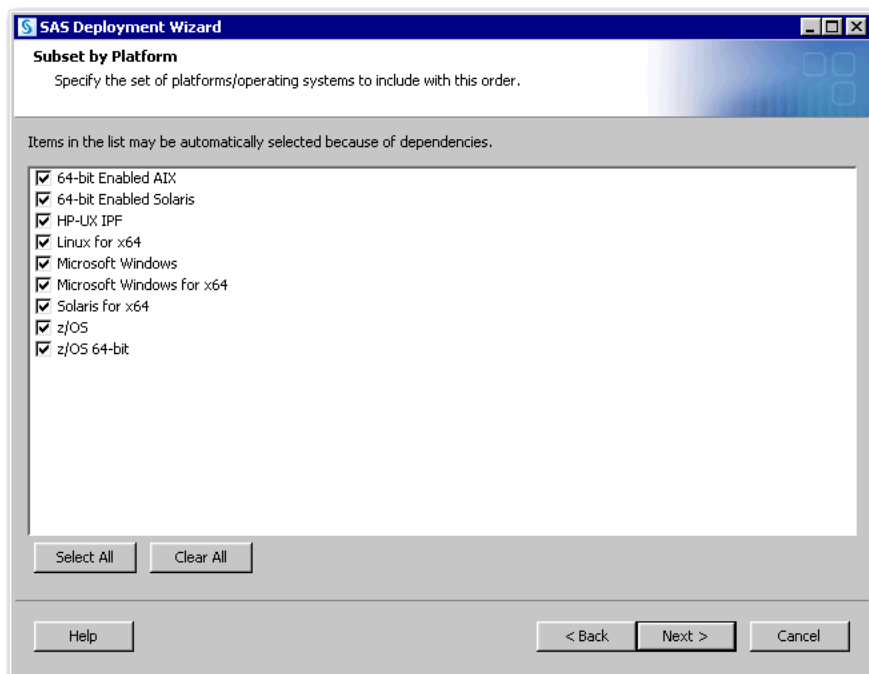 SAS Deployment Wizard
Subset by Platform
Specify the set of platforms/operating systems to include with this order.
Items in the list may be automatically selected because of dependencies.
64-bit Enabled AIX
64-bit Enabled Solaris
HP-UX IPF
Linux for x64
Microsoft Windows
Microsoft Windows for x64
Solaris for x64
z/OS
z/OS 64-bit
Select All Clear All
Help < Back Next > Cancel